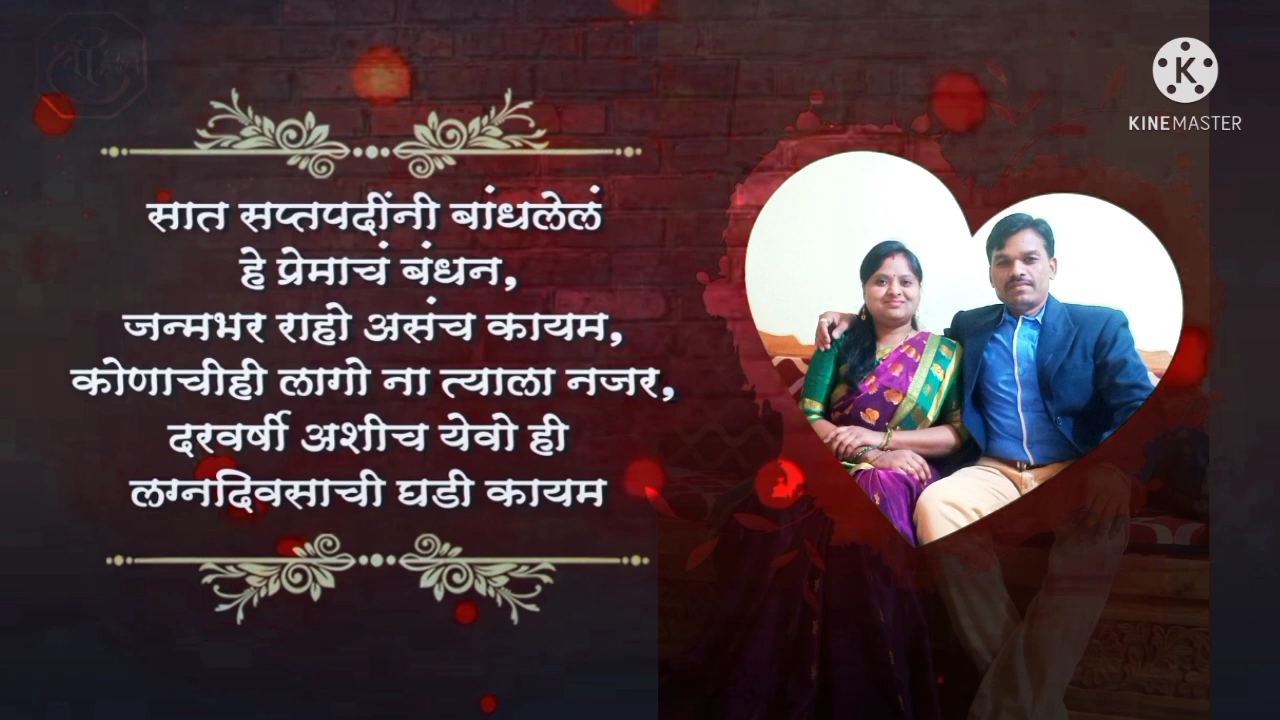 सात सप्तपदींनी बांधलेलं
हे प्रेमाचं बंधन,
जन्मभर राहो असंच कायम,
कोणाचीही लागो ना त्याला नजर,
दरवर्षी अशीच येवो ही
लग्नदिवसाची घडी कायम
K
KINEMASTER